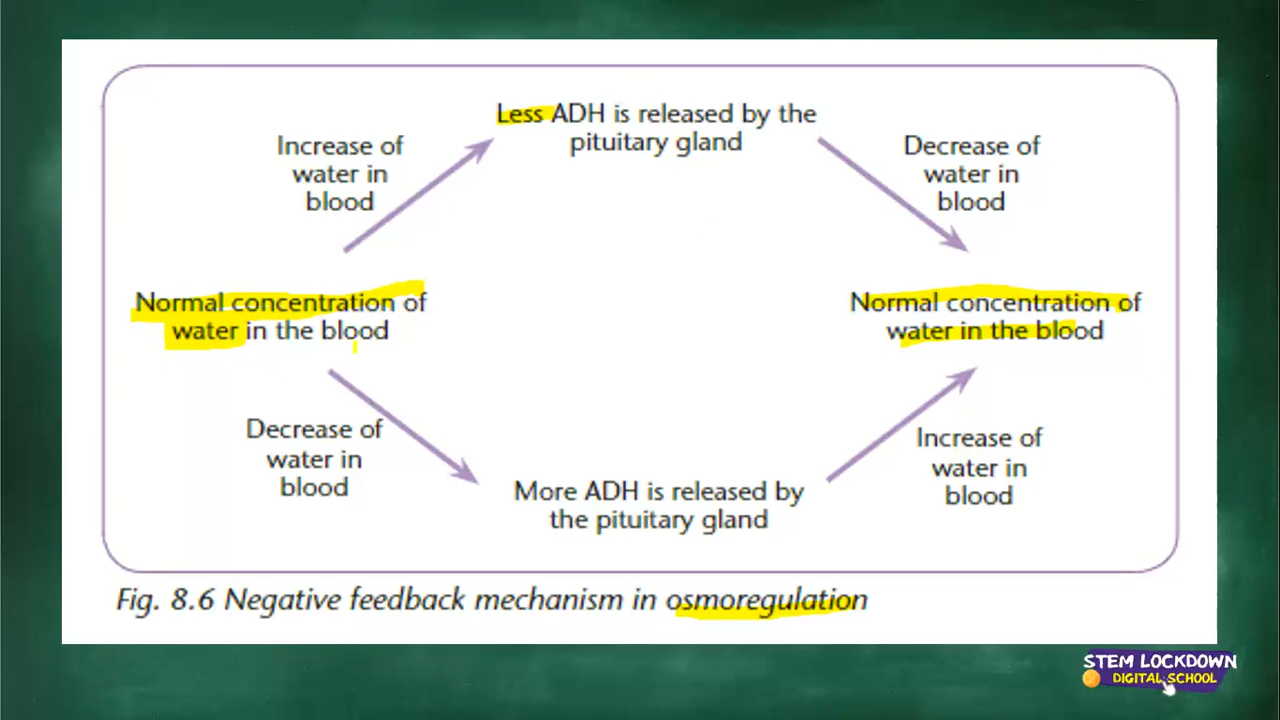 Less ADH is released by the
pituitary gland
Increase of
water in
blood
Decrease of
water in
blood
Normal concentration of
water in the blood
Normal concentration of
water in the blood
Decrease of
water in
blood
Increase of
water in
blood
More ADH is released by
the pituitary gland
Fig. 8.6 Negative feedback mechanism in osmoregulation
STEM LOCKDOWN
DIGITAL SCHOOL